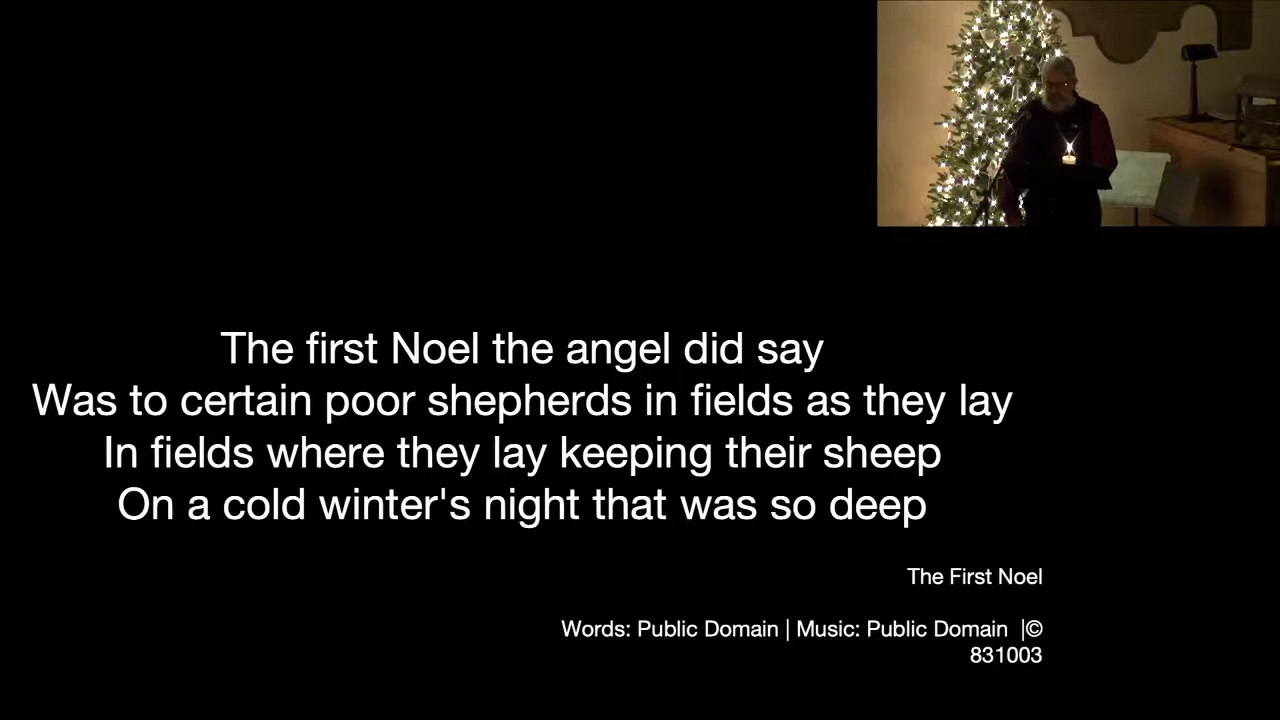 The first Noel the angel did say
Was to certain poor shepherds in fields as they lay
In fields where they lay keeping their sheep
On a cold winter's night that was so deep
The First Noel
Words: Public Domain | Music: Public Domain |©
831003